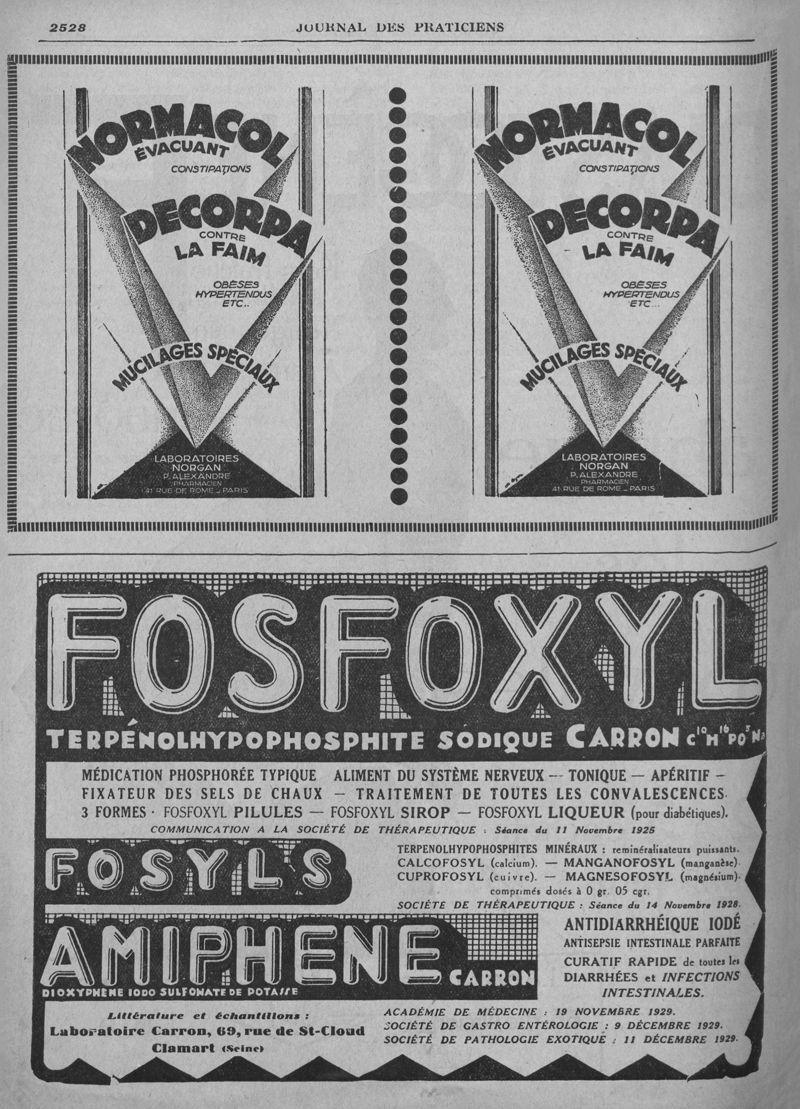 2528
JOURNAL DES PRATICIENS
NORMACOL
ÉVACUANT
CONSTIPATIONS
DECORPA
CONTRE
LA FAIM
OBÈSES
HYPERTENDUS
ETC..
MUCILAGES SPÉCIAUX
LABORATOIRES
NORGAN
P. ALEXANDRE
PHARMACIEN
41 RUE DE ROME _ PARIS
NORMACOL
ÉVACUANT
CONSTIPATIONS
DECORPA
CONTRE
LA FAIM
OBÈSES
HYPERTENDUS
ETC...
MUCILAGES SPÉCIAUX
LABORATOIRES
NORGAN
P. ALEXANDRE
PHARMACIEN
41 RUE DE ROME _ PARIS
FOSFOXYL
TERPÉNOLHYPOPHOSPHITE SODIQUE CARRON C¹⁰H¹⁶PO³Na
MÉDICATION PHOSPHORÉE TYPIQUE ALIMENT DU SYSTÈME NERVEUX — TONIQUE — APÉRITIF —
FIXATEUR DES SELS DE CHAUX — TRAITEMENT DE TOUTES LES CONVALESCENCES.
3 FORMES · FOSFOXYL PILULES — FOSFOXYL SIROP — FOSFOXYL LIQUEUR (pour diabétiques).
COMMUNICATION A LA SOCIÉTÉ DE THÉRAPEUTIQUE : Séance du 11 Novembre 1925
FOSYLS
TERPENOLHYPOPHOSPHITES MINÉRAUX : reminéralisateurs puissants.
CALCOFOSYL (calcium). — MANGANOFOSYL (manganèse).
CUPROFOSYL (cuivre). — MAGNESOFOSYL (magnésium).
comprimés dosés à 0 gr. 05 cgr.
SOCIÉTÉ DE THÉRAPEUTIQUE : Séance du 14 Novembre 1928.
AMIPHENE CARRON
DIOXYPHÈNE IODO SULFONATE DE POTASSE
ANTIDIARRHÉIQUE IODÉ
ANTISEPSIE INTESTINALE PARFAITE
CURATIF RAPIDE de toutes les
DIARRHÉES et INFECTIONS
INTESTINALES.
Littérature et échantillons :
Laboratoire Carron, 69, rue de St-Cloud
Clamart (Seine)
ACADÉMIE DE MÉDECINE : 19 NOVEMBRE 1929.
SOCIÉTÉ DE GASTRO ENTÉROLOGIE : 9 DÉCEMBRE 1929.
SOCIÉTÉ DE PATHOLOGIE EXOTIQUE : 11 DÉCEMBRE 1929.